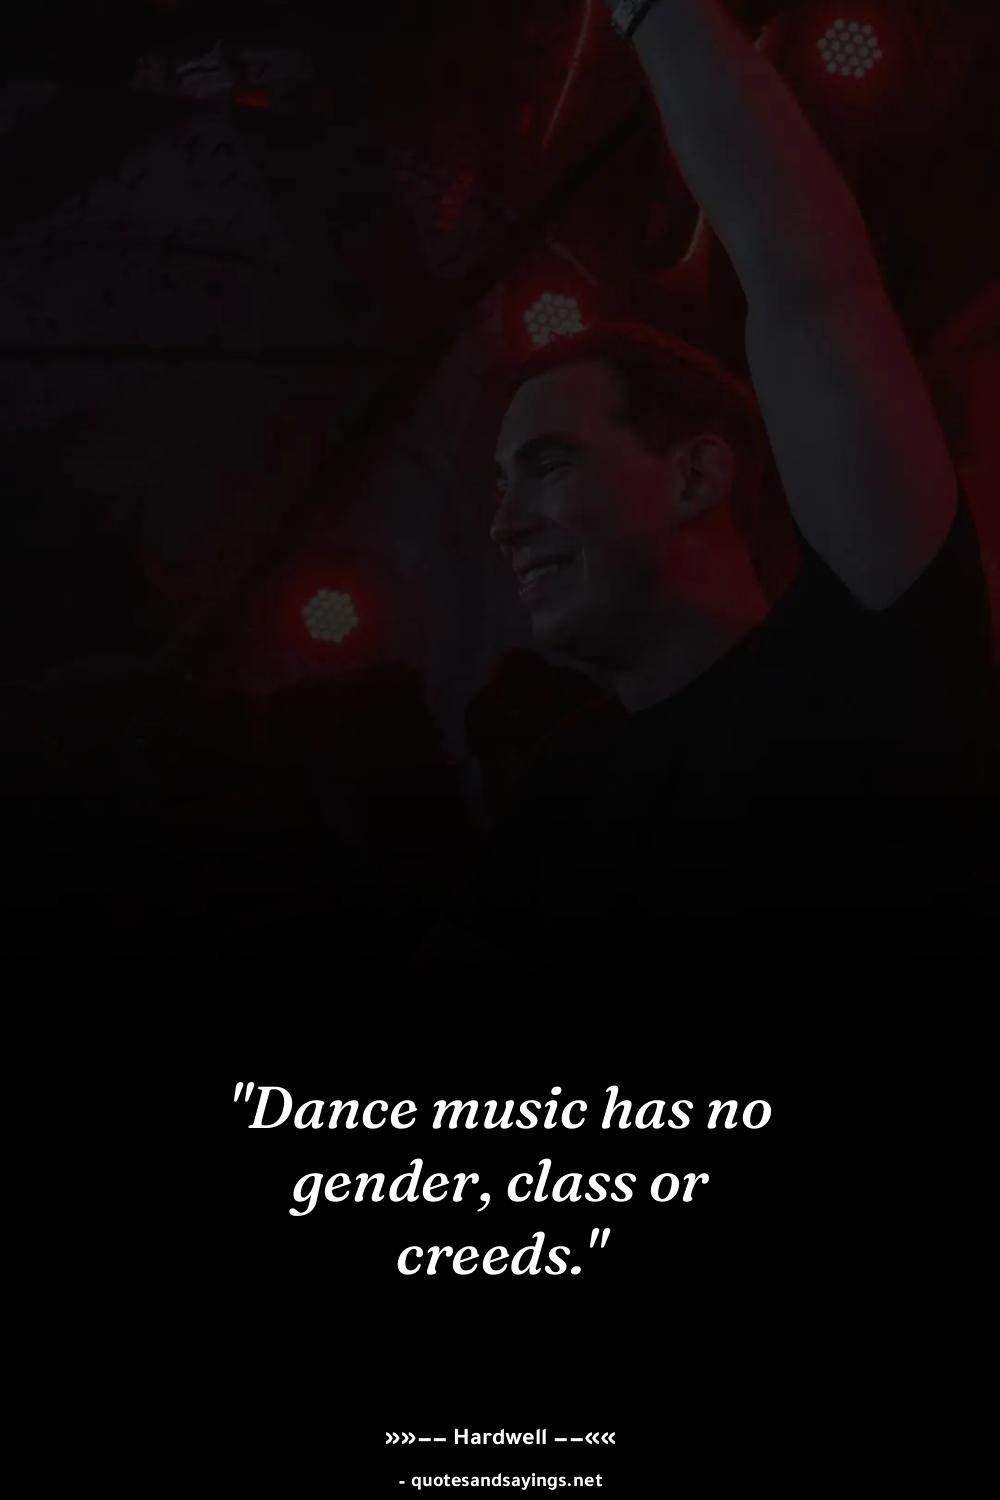 "Dance music has no
gender, class or
creeds."
»»–– Hardwell ––««
- quotesandsayings.net